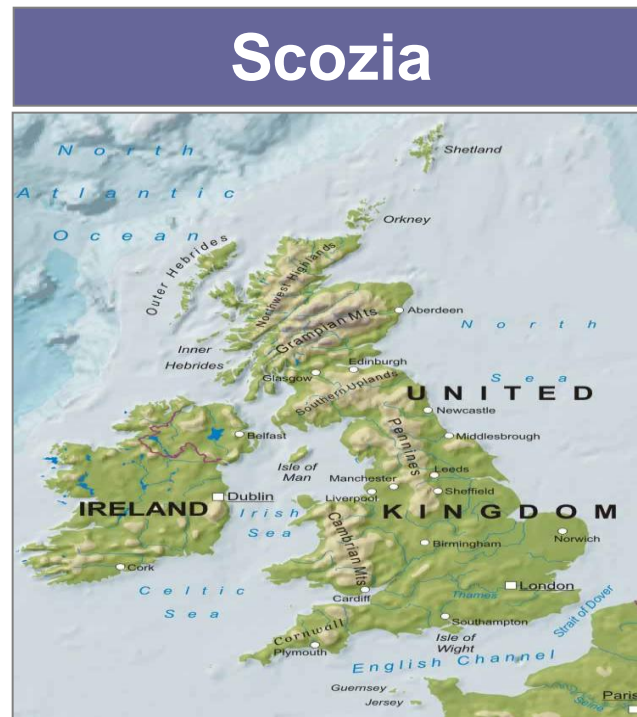 Scozia
North
Atlantic
Ocean
Shetland
Orkney
Outer Hebrides
Northwest Highlands
Grampian Mts
Aberdeen
North
Sea
Inner
Hebrides
Glasgow
Edinburgh
Southern Uplands
UNITED
KINGDOM
Newcastle
Belfast
Middlesbrough
Isle of
Man
Pennines
Leeds
Manchester
Liverpool
Sheffield
IRELAND
Dublin
Irish
Sea
Cambrian Mts
Birmingham
Norwich
Cork
Celtic
Sea
Cardiff
London
Thames
Strait of Dover
Southampton
Cornwall
Plymouth
Isle of
Wight
English Channel
Guernsey
Jersey
Paris
Seine